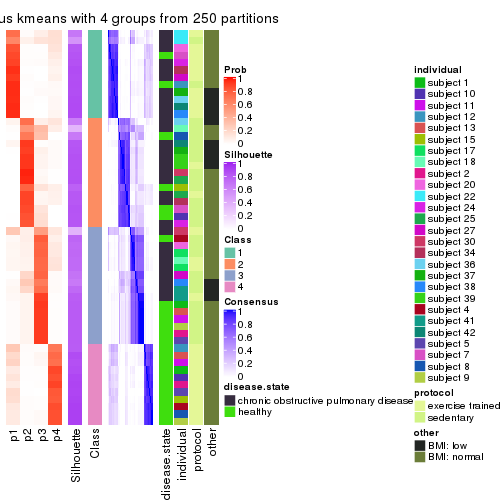 us kmeans with 4 groups from 250 partitions
Prob
1
0.8
0.6
0.4
0.2
0
Silhouette
1
0.8
0.6
0.4
0.2
0
Class
1
2
3
4
Consensus
1
0.8
0.6
0.4
0.2
0
disease.state
chronic obstructive pulmonary disease
healthy
individual
subject 1
subject 10
subject 11
subject 12
subject 13
subject 15
subject 17
subject 18
subject 2
subject 20
subject 22
subject 24
subject 25
subject 27
subject 30
subject 34
subject 36
subject 37
subject 38
subject 39
subject 4
subject 41
subject 42
subject 5
subject 7
subject 8
subject 9
protocol
exercise trained
sedentary
other
BMI: low
BMI: normal
p1
p2
p3
p4
Silhouette
Class
disease.state
individual
protocol
other